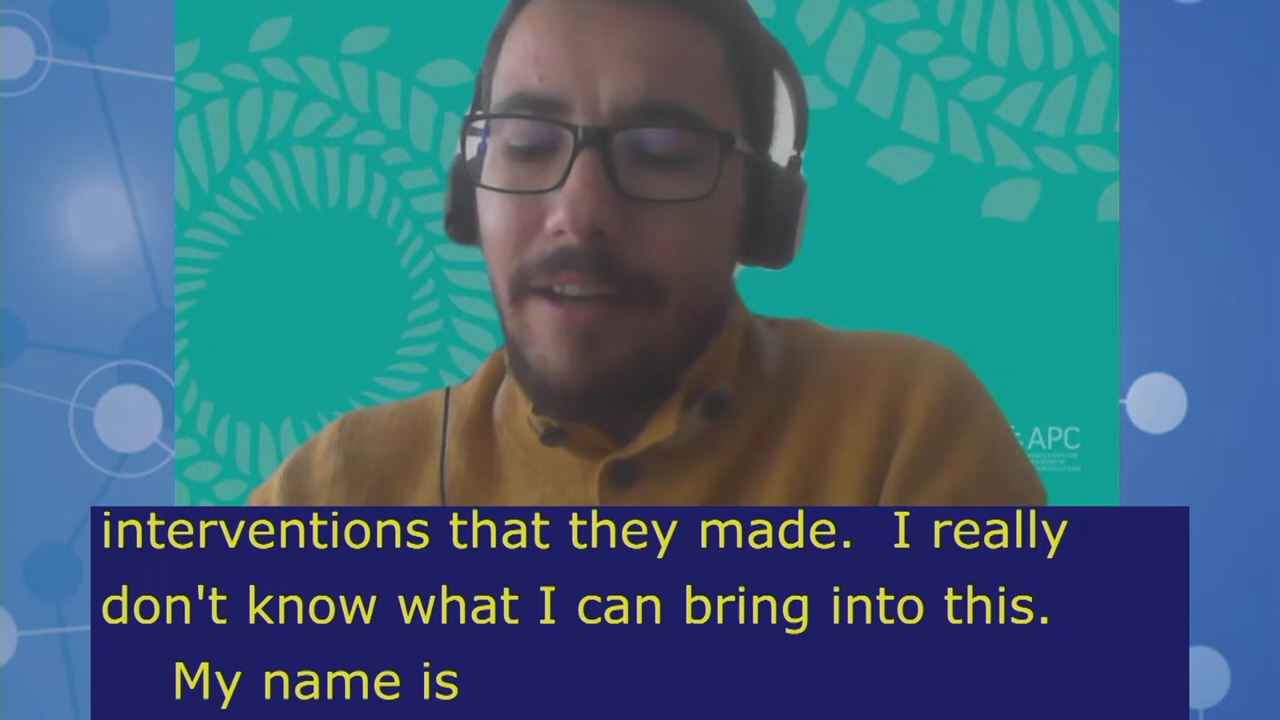 APC
interventions that they made.  I really
don't know what I can bring into this.
My name is